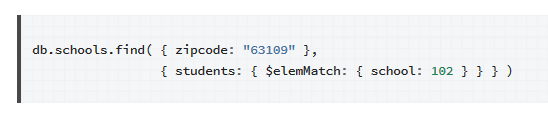 db.schools.find( { zipcode: "63109" },
{ students: { $elemMatch: { school: 102 } } } )